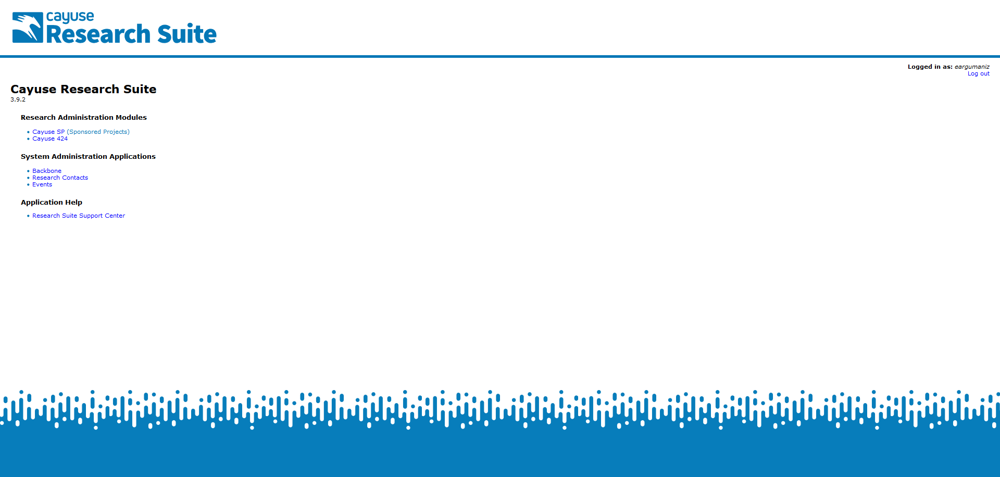 cayuse
Research Suite
Logged in as: eargumaniz
Log out
Cayuse Research Suite
3.9.2
Research Administration Modules
Cayuse SP (Sponsored Projects)
Cayuse 424
System Administration Applications
Backbone
Research Contacts
Events
Application Help
Research Suite Support Center